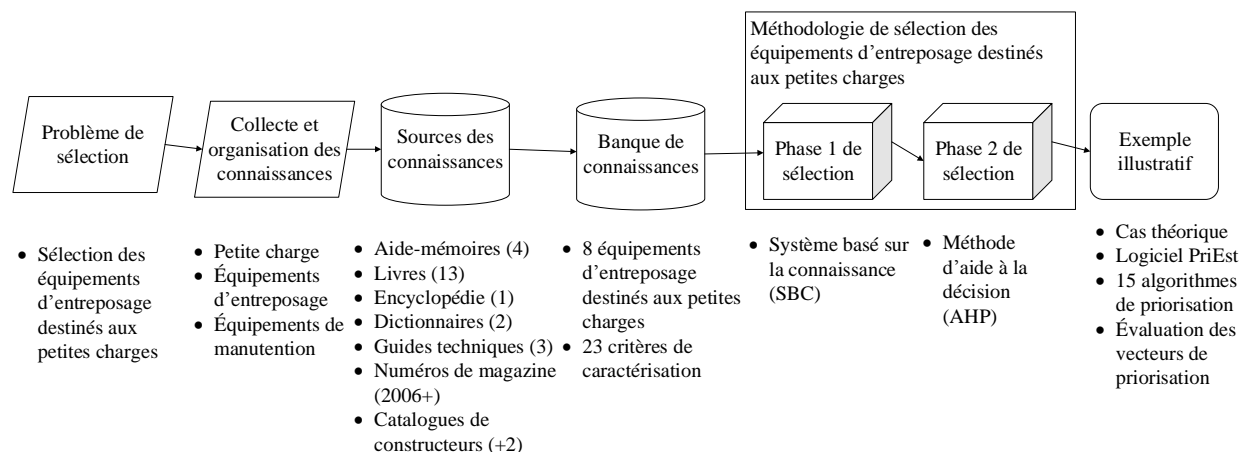 Méthodologie de sélection des
équipements d'entreposage destinés
aux petites charges
Problème de
sélection
Collecte et
organisation des
connaissances
Sources des
connaissances
Banque de
connaissances
Phase 1 de
sélection
Phase 2 de
sélection
Exemple
illustratif
• Sélection des
équipements
d'entreposage
destinés aux
petites charges
• Petite charge
• Équipements
d'entreposage
• Équipements de
manutention
• Aide-mémoires (4)
• Livres (13)
• Encyclopédie (1)
• Dictionnaires (2)
• Guides techniques (3)
• Numéros de magazine
(2006+)
• Catalogues de
constructeurs (+2)
• 8 équipements
d'entreposage
destinés aux petites
charges
• 23 critères de
caractérisation
• Système basé sur
la connaissance
(SBC)
• Méthode
d'aide à la
décision
(AHP)
• Cas théorique
• Logiciel PriEst
• 15 algorithmes
de priorisation
• Évaluation des
vecteurs de
priorisation